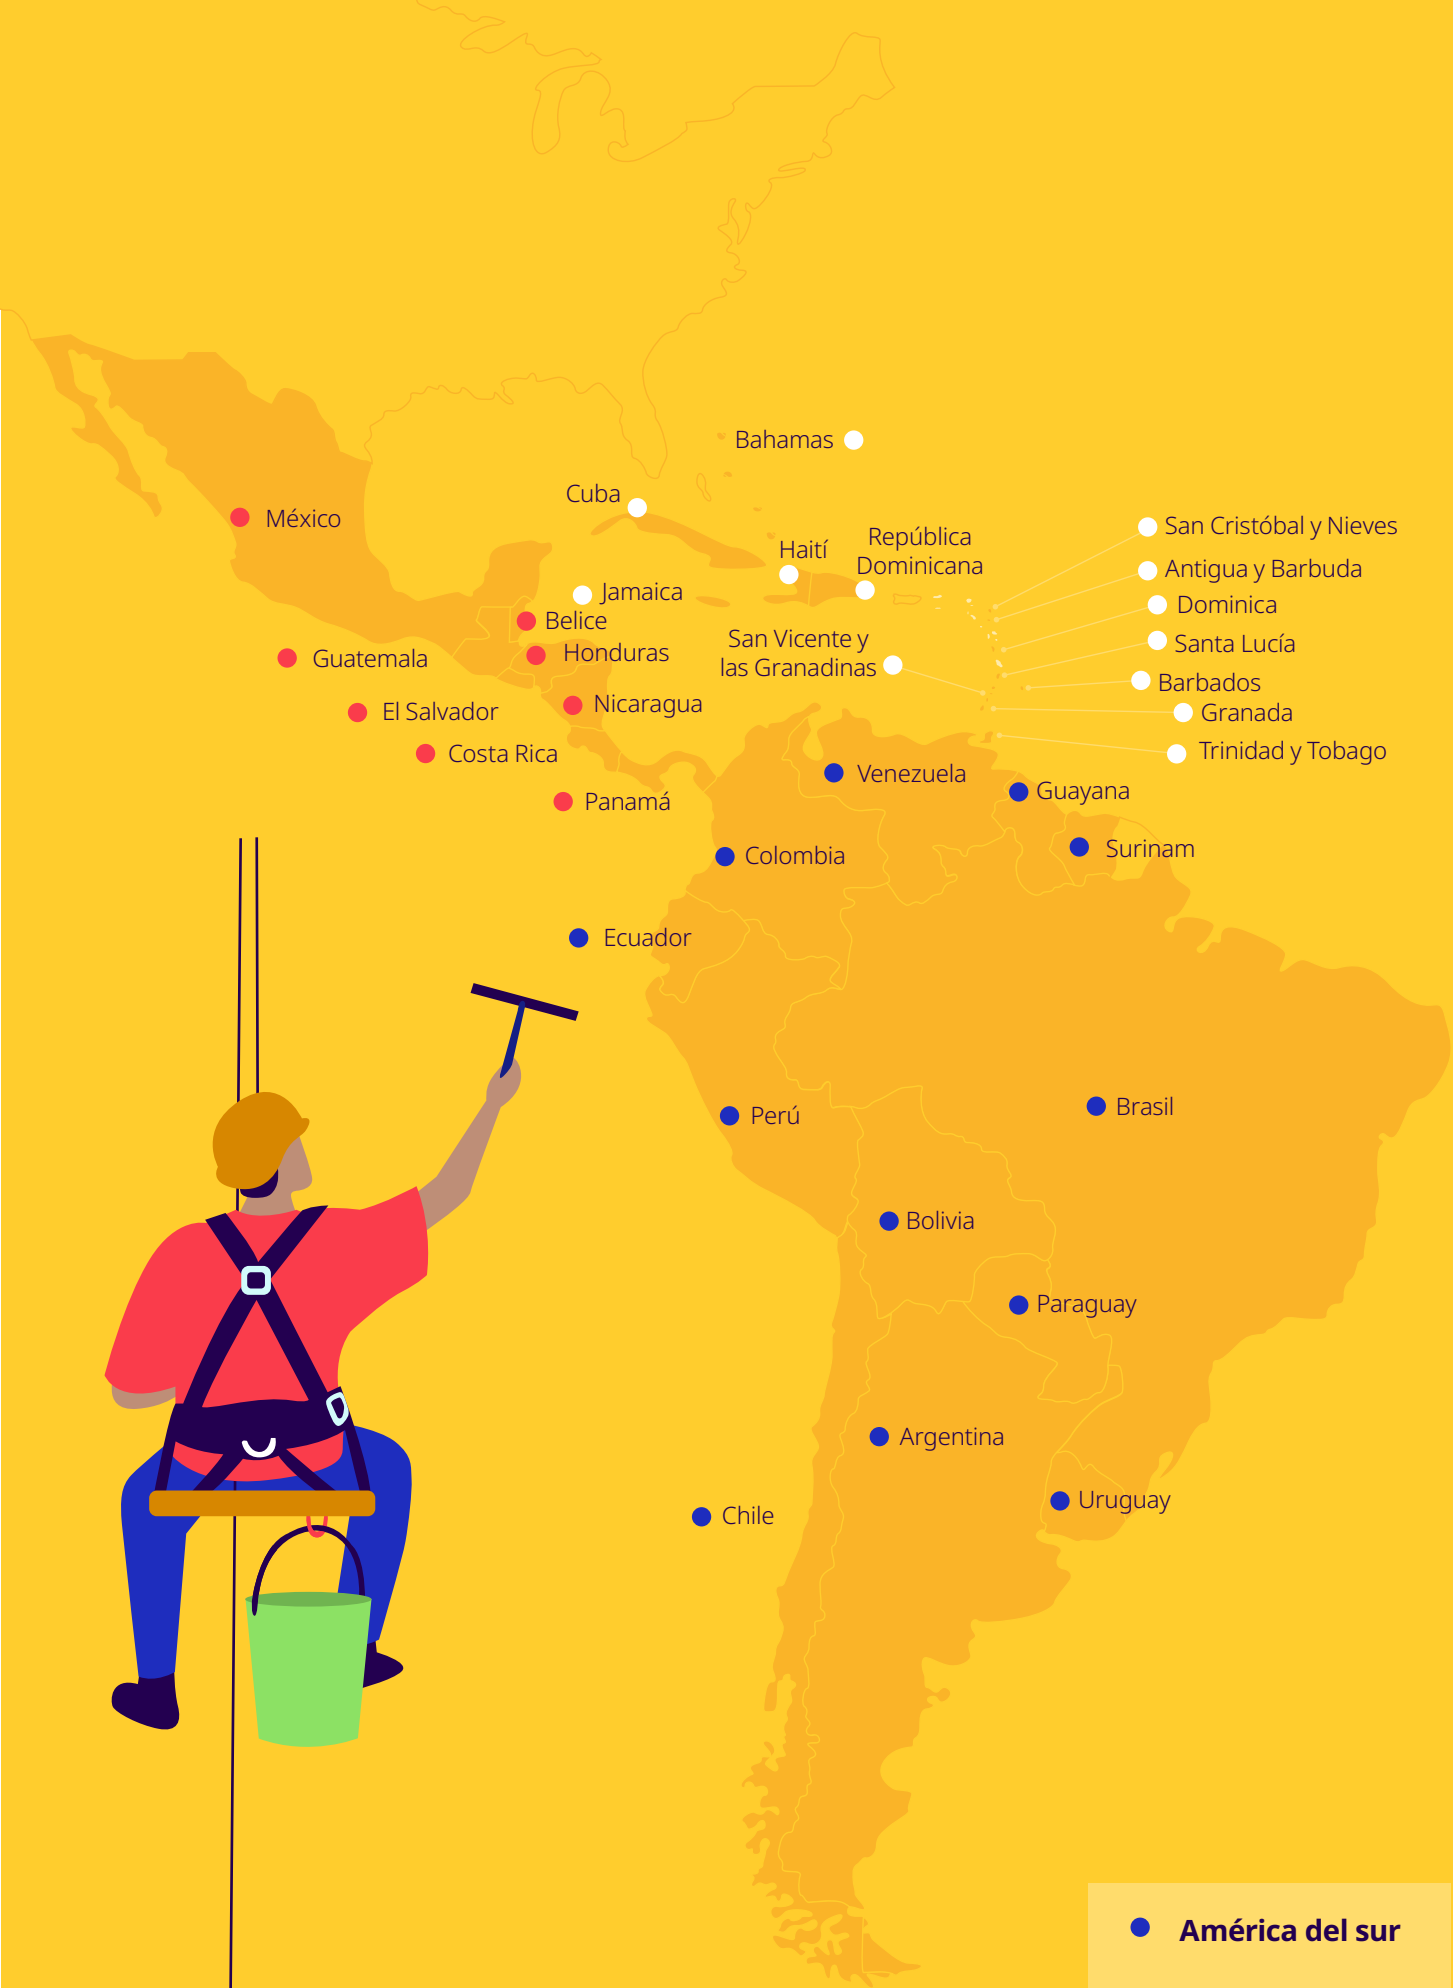 Bahamas
Cuba
México
San Cristóbal y Nieves
República
Dominicana
Haití
Antigua y Barbuda
Jamaica
Dominica
Belice
San Vicente y
las Granadinas
Santa Lucía
Honduras
Guatemala
Barbados
Nicaragua
El Salvador
Granada
Costa Rica
Trinidad y Tobago
Venezuela
Guayana
Panamá
Surinam
Colombia
Ecuador
Brasil
Perú
Bolivia
Paraguay
Argentina
Uruguay
Chile
América del sur